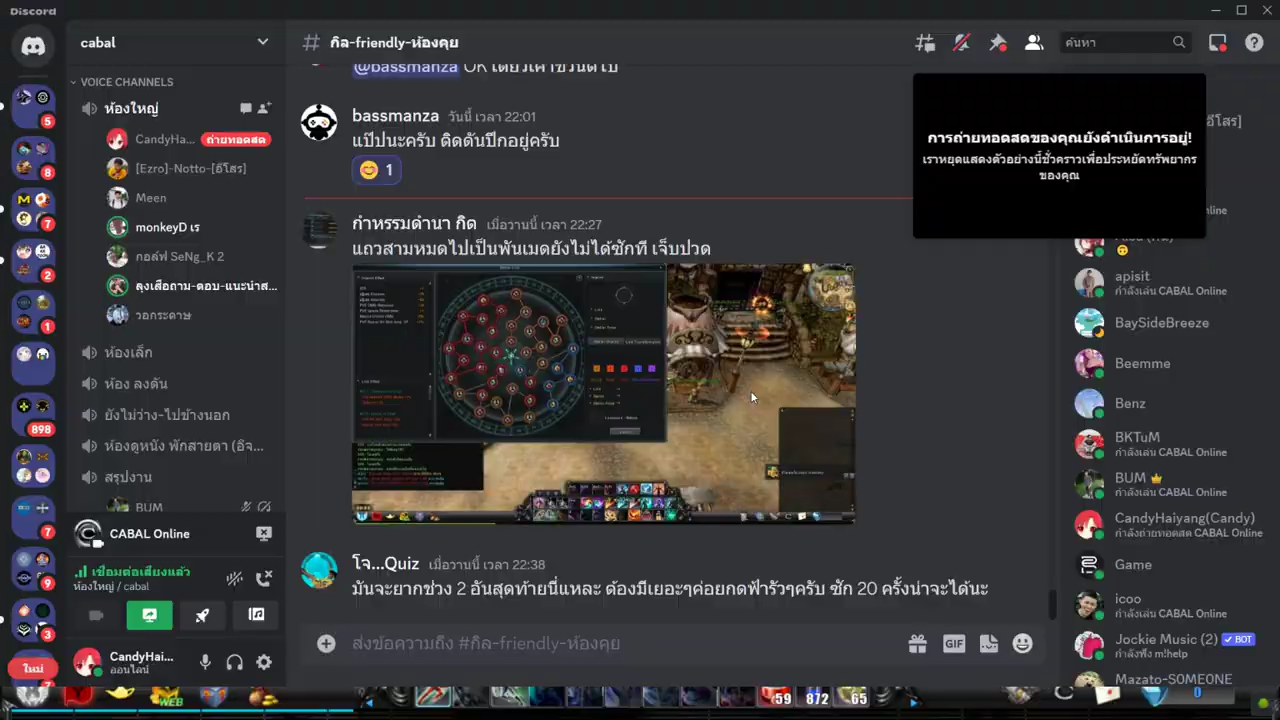 Discord
cabal
กิล-friendly-ห้องคุย
ค้นหา
VOICE CHANNELS
ห้องใหญ่
CandyHa... ถ่ายทอดสด
[Ezro]-Notto-[อีโสร]
Meen
monkeyD เร
กอล์ฟ SeNg_K 2
ลุงเสือถาม-ตอบ-แนะนำส...
วอกระดาษ
ห้องเล็ก
ห้อง ลงดัน
ยังไม่ว่าง-ไปข้างนอก
ห้องดูหนัง พักสายตา (อิจ...
สรุปงาน
BUM
CABAL Online
เชื่อมต่อเสียงแล้ว
ห้องใหญ่ / cabal
CandyHai...
ออนไลน์
5
8
7
2
1
898
7
9
3
ใหม่
@bassmanza
bassmanza วันนี้ เวลา 22:01
แป๊ปนะครับ ติดดันปีกอยู่ครับ
1
กำหรรมดำนา กิด เมื่อวานนี้ เวลา 22:27
แถวสามหมดไปเป็นพันเมดยังไม่ได้ซักที เจ็บปวด
โจ...Quiz เมื่อวานนี้ เวลา 22:38
มันจะยากช่วง 2 อันสุดท้ายนี่แหละ ต้องมีเยอะๆค่อยกดฟ้ารัวๆครับ ซัก 20 ครั้งน่าจะได้นะ
ส่งข้อความถึง #กิล-friendly-ห้องคุย
GIF
การถ่ายทอดสดของคุณยังดำเนินการอยู่!
เราหยุดแสดงตัวอย่างนี้ชั่วคราวเพื่อประหยัดทรัพยากร
ของคุณ
อีโสร]
nline
apisit
กำลังเล่น CABAL Online
BaySideBreeze
Beemme
Benz
BKTuM
กำลังเล่น CABAL Online
BUM
กำลังเล่น CABAL Online
CandyHaiyang(Candy)
กำลังถ่ายทอดสด CABAL Online
Game
icoo
กำลังเล่น CABAL Online
Jockie Music (2) BOT
กำลังฟัง m!help
Mazato-SOMEONE
WEB
59
872
65
0